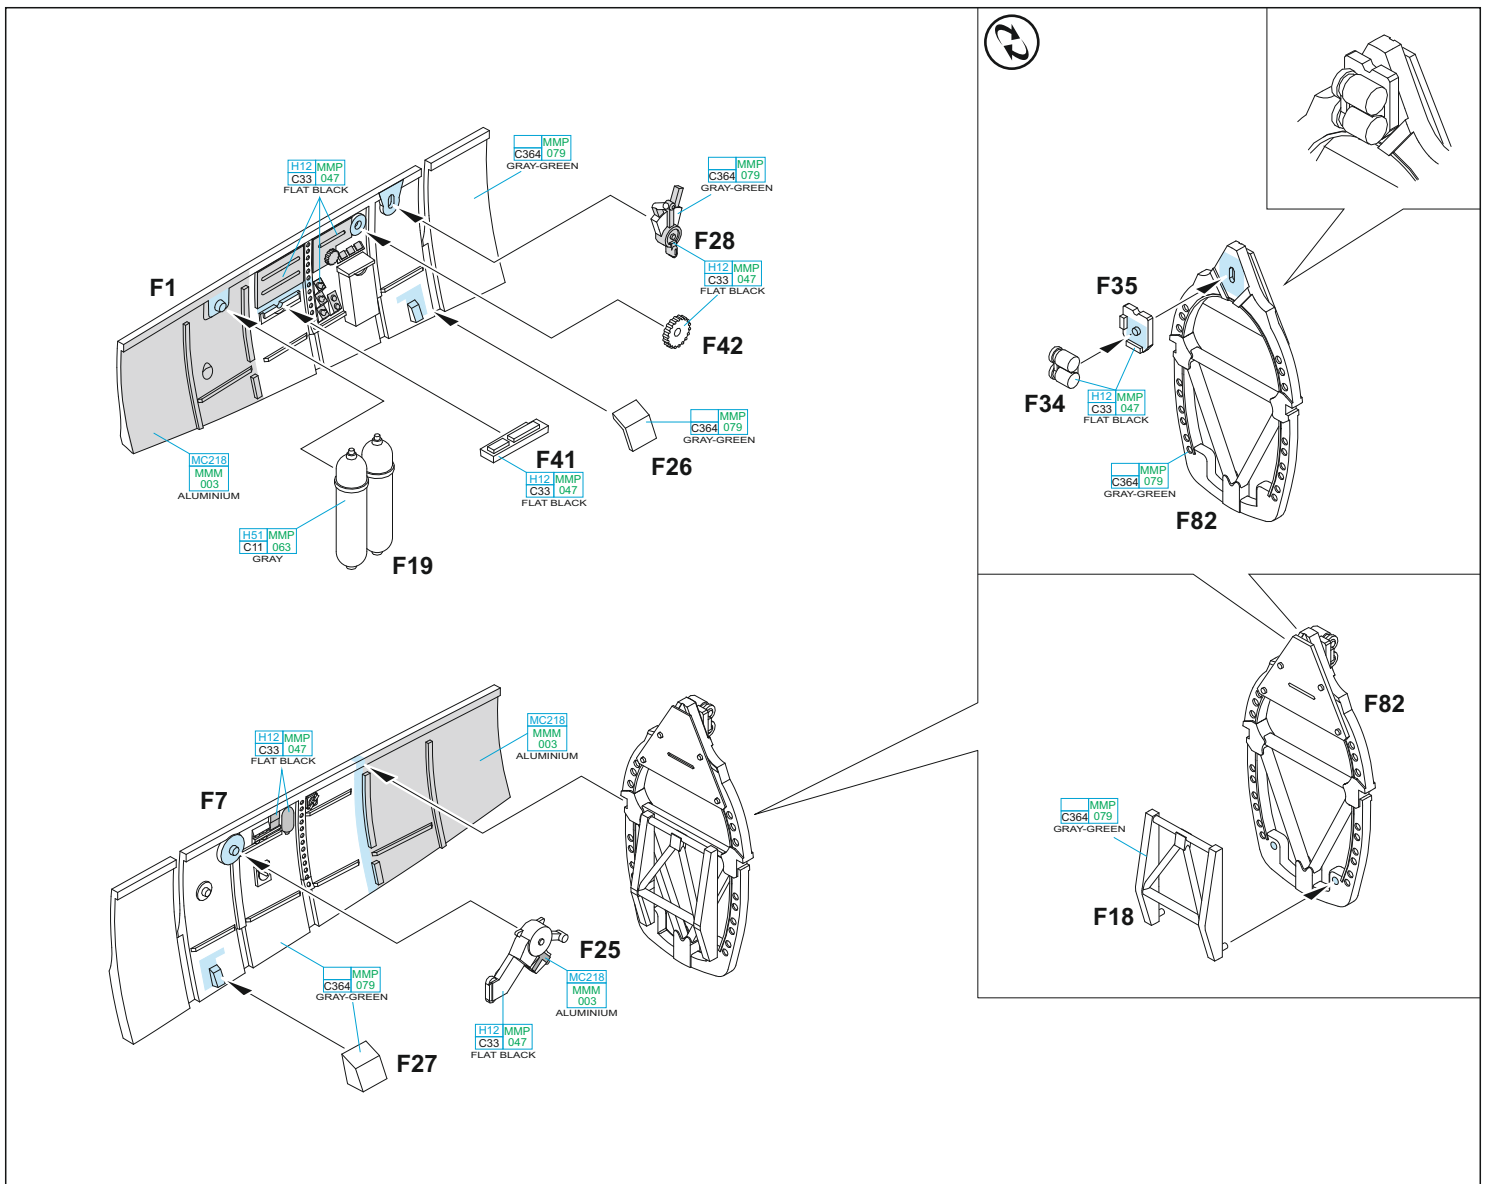 MMP
C364 079
GRAY-GREEN
H12 MMP
C33 047
FLAT BLACK
MMP
C364 079
GRAY-GREEN
F28
F1
H12 MMP
C33 047
FLAT BLACK
F42
MMP
C364 079
GRAY-GREEN
F26
F41
H12 MMP
C33 047
FLAT BLACK
MC218
MMM
003
ALUMINIUM
H51 MMP
C11 063
GRAY
F19
F35
F34
H12 MMP
C33 047
FLAT BLACK
MMP
C364 079
GRAY-GREEN
F82
F82
MMP
C364 079
GRAY-GREEN
F18
MC218
MMM
003
ALUMINIUM
H12 MMP
C33 047
FLAT BLACK
F7
F25
MC218
MMM
003
ALUMINIUM
MMP
C364 079
GRAY-GREEN
H12 MMP
C33 047
FLAT BLACK
F27